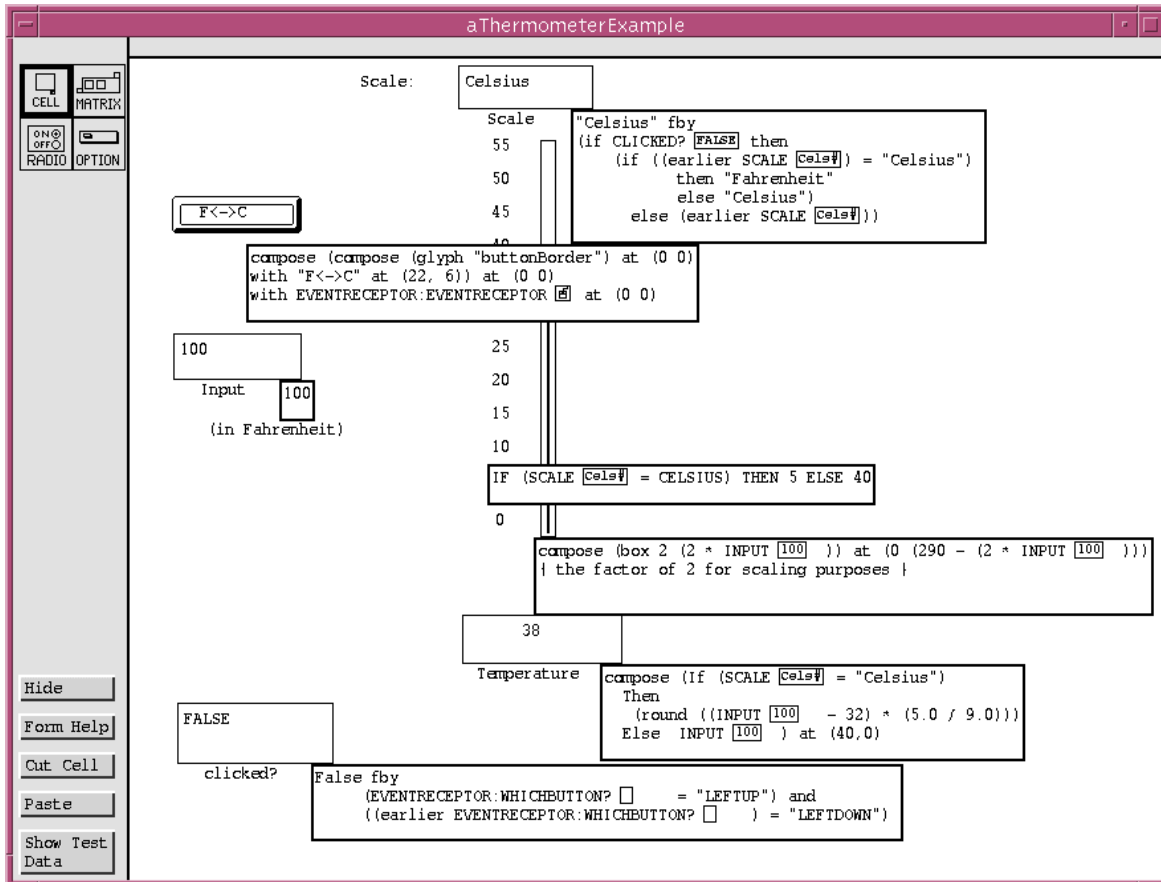 aThermometerExample
CELL
MATRIX
ON
OFF
RADIO
OPTION
Scale:
Celsius
Scale
"Celsius" fby
(if CLICKED? FALSE then
(if ((earlier SCALE Cels#) = "Celsius")
then "Fahrenheit"
else "Celsius")
else (earlier SCALE Cels#))
55
50
45
F<->C
compose (compose (glyph "buttonBorder") at (0 0)
with "F<->C" at (22, 6)) at (0 0)
with EVENTRECEPTOR:EVENTRECEPTOR at (0 0)
100
Input
100
(in Fahrenheit)
25
20
15
10
IF (SCALE Cels# = CELSIUS) THEN 5 ELSE 40
0
compose (box 2 (2 * INPUT 100 )) at (0 (290 - (2 * INPUT 100 )))
{ the factor of 2 for scaling purposes }
38
Temperature
compose (If (SCALE Cels# = "Celsius")
Then
(round ((INPUT 100 - 32) * (5.0 / 9.0)))
Else INPUT 100 ) at (40,0)
FALSE
clicked?
False fby
(EVENTRECEPTOR:WHICHBUTTON? = "LEFTUP") and
((earlier EVENTRECEPTOR:WHICHBUTTON? ) = "LEFTDOWN")
Hide
Form Help
Cut Cell
Paste
Show Test
Data